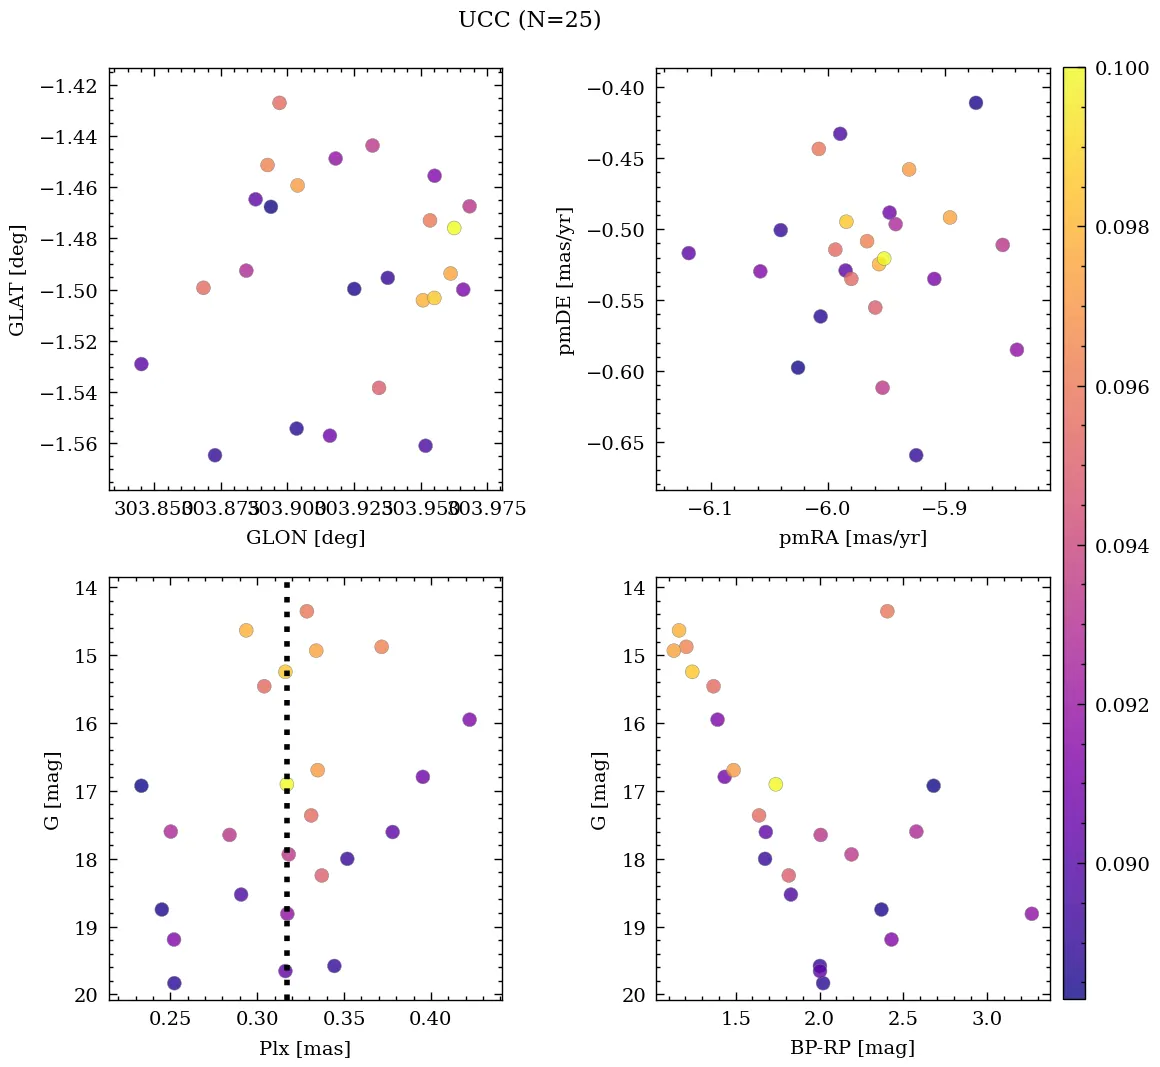 UCC (N=25)
−1.42
−1.44
−1.46
−1.48
−1.50
−1.52
−1.54
−1.56
GLAT [deg]
303.850 303.875 303.900 303.925 303.950 303.975
GLON [deg]
−0.40
−0.45
−0.50
−0.55
−0.60
−0.65
pmDE [mas/yr]
−6.1 −6.0 −5.9
pmRA [mas/yr]
0.100
0.098
0.096
0.094
0.092
0.090
14
15
16
17
18
19
20
G [mag]
0.25 0.30 0.35 0.40
Plx [mas]
14
15
16
17
18
19
20
G [mag]
1.5 2.0 2.5 3.0
BP-RP [mag]